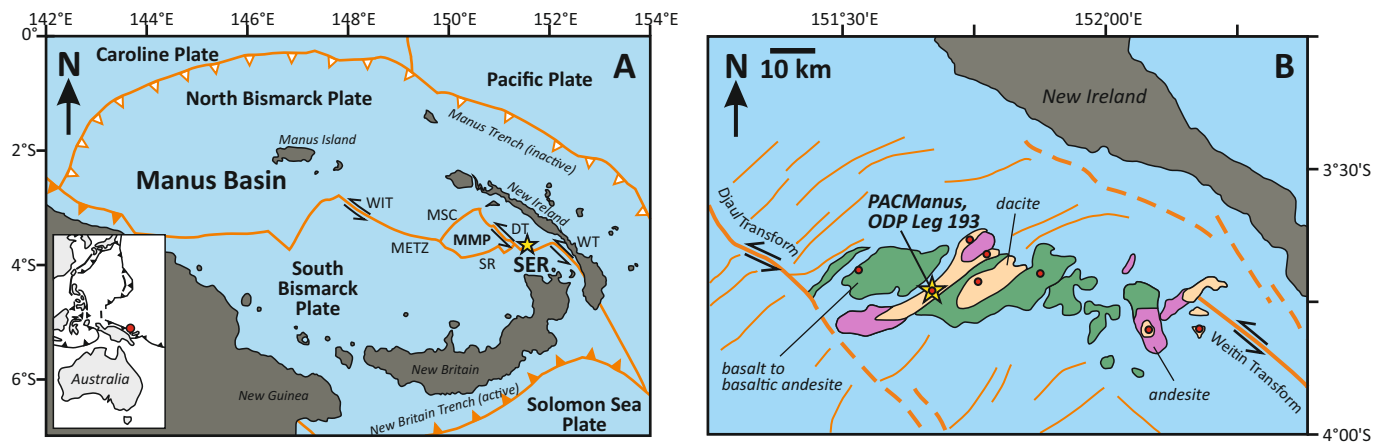 142°E 144°E 146°E 148°E 150°E 152°E 154°E
0°
2°S
4°S
6°S
N
A
Caroline Plate
Pacific Plate
North Bismarck Plate
Manus Trench (inactive)
Manus Island
Manus Basin
New Ireland
WIT
MSC
DT
METZ
MMP
WT
SR
SER
South
Bismarck
Plate
Australia
New Guinea
New Britain
New Britain Trench (active)
Solomon Sea
Plate
151°30'E 152°00'E
3°30'S
4°00'S
N
10 km
B
New Ireland
Djaul Transform
PACManus,
ODP Leg 193
dacite
basalt to
basaltic andesite
andesite
Weitin Transform